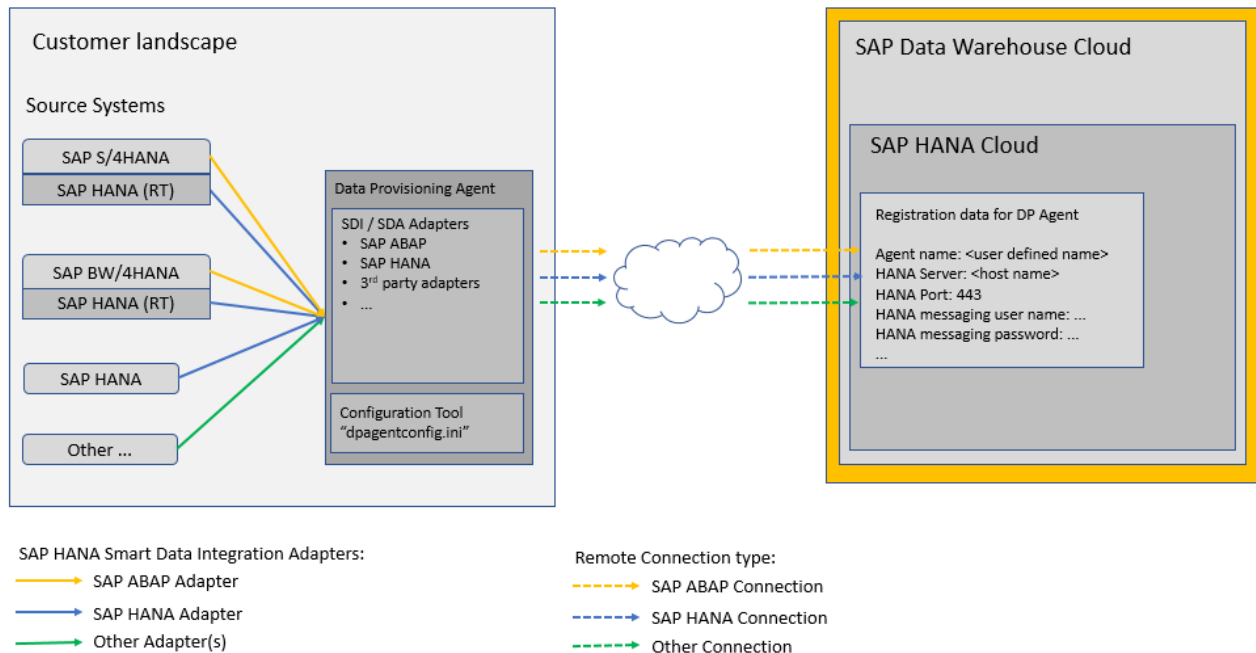 Customer landscape
Source Systems
SAP S/4HANA
SAP HANA (RT)
SAP BW/4HANA
SAP HANA (RT)
SAP HANA
Other ...
Data Provisioning Agent
SDI / SDA Adapters
• SAP ABAP
• SAP HANA
• 3rd party adapters
• ...
Configuration Tool
“dpagentconfig.ini”
SAP Data Warehouse Cloud
SAP HANA Cloud
Registration data for DP Agent
Agent name: <user defined name>
HANA Server: <host name>
HANA Port: 443
HANA messaging user name: ...
HANA messaging password: ...
...
SAP HANA Smart Data Integration Adapters:
SAP ABAP Adapter
SAP HANA Adapter
Other Adapter(s)
Remote Connection type:
SAP ABAP Connection
SAP HANA Connection
Other Connection